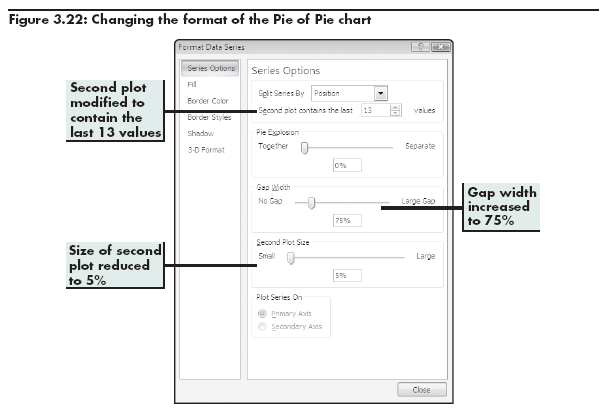 Figure 3.22: Changing the format of the Pie of Pie chart
Format Data Series
?
Series Options
Fill
Border Color
Border Styles
Shadow
3-D Format
Series Options
Split Series By Position
Second plot contains the last 13 values
Pie Explosion
Together Separate
0%
Gap Width
No Gap Large Gap
75%
Second Plot Size
Small Large
5%
Plot Series On
Primary Axis
Secondary Axis
Close
Second plot
modified to
contain the
last 13 values
Gap width
increased
to 75%
Size of second
plot reduced
to 5%